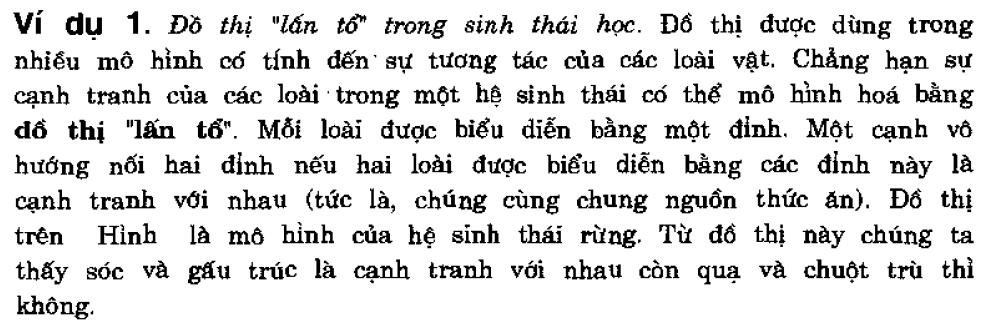 Ví dụ 1. Đồ thị "lấn tổ" trong sinh thái học. Đồ thị được dùng trong
nhiều mô hình có tính đến sự tương tác của các loài vật. Chẳng hạn sự
cạnh tranh của các loài trong một hệ sinh thái có thể mô hình hoá bằng
đồ thị "lấn tổ". Mỗi loài được biểu diễn bằng một đỉnh. Một cạnh vô
hướng nối hai đỉnh nếu hai loài được biểu diễn bằng các đỉnh này là
cạnh tranh với nhau (tức là, chúng cùng chung nguồn thức ăn). Đồ thị
trên Hình là mô hình của hệ sinh thái rừng. Từ đồ thị này chúng ta
thấy sóc và gấu trúc là cạnh tranh với nhau còn quạ và chuột trù thì
không.